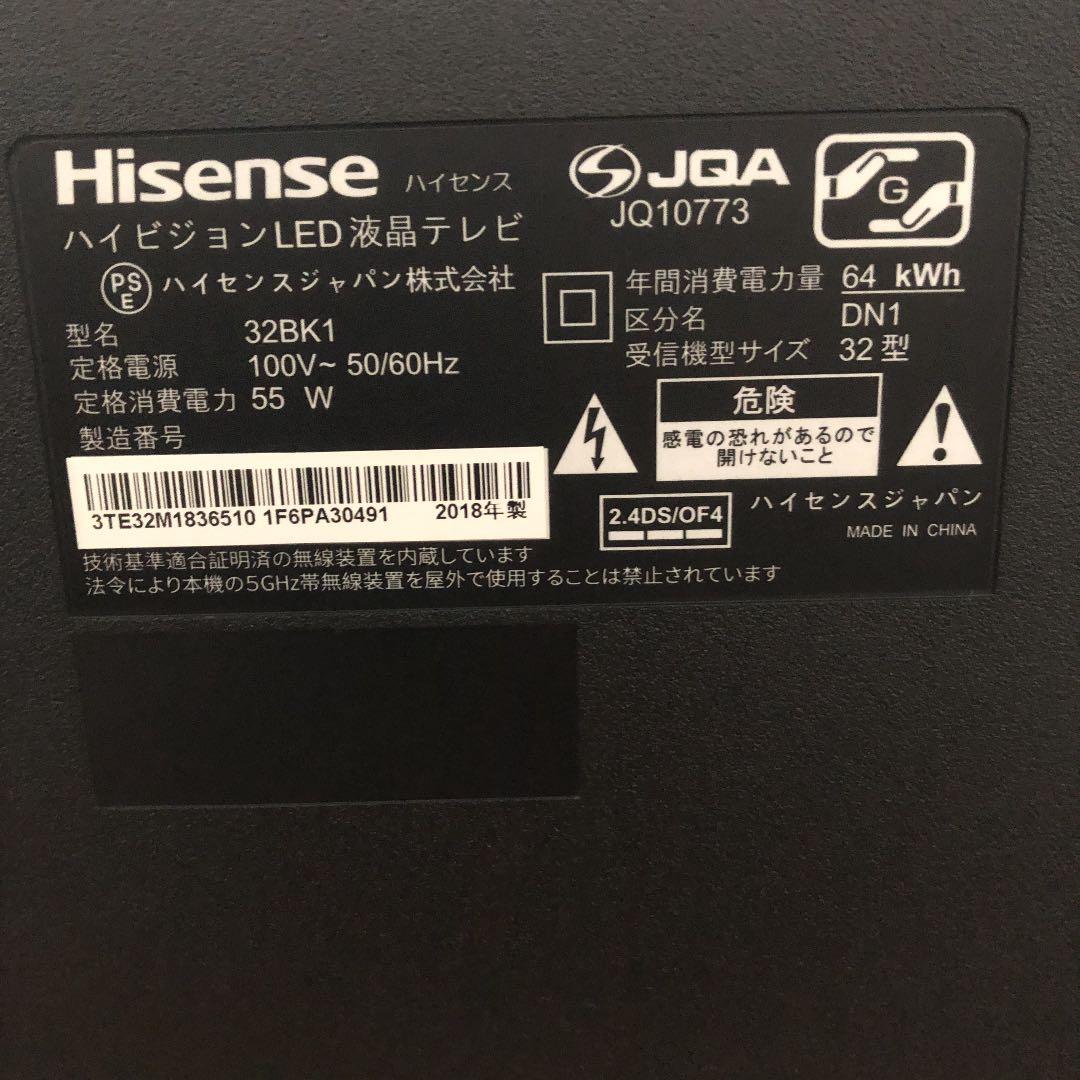 Hisense ハイセンス
ハイビジョンLED 液晶テレビ
PSE ハイセンスジャパン株式会社
型名 32BK1
定格電源 100V~ 50/60Hz
定格消費電力 55 W
製造番号
3TE32M1836510 1F6PA30491 2018年製
技術基準適合証明済の無線装置を内蔵しています
法令により本機の5GHz帯無線装置を屋外で使用することは禁止されています
JQA
JQ10773
G
年間消費電力量 64 kWh
区分名 DN1
受信機型サイズ 32 型
危険
感電の恐れがあるので
開けないこと
2.4DS/OF4
ハイセンスジャパン
MADE IN CHINA